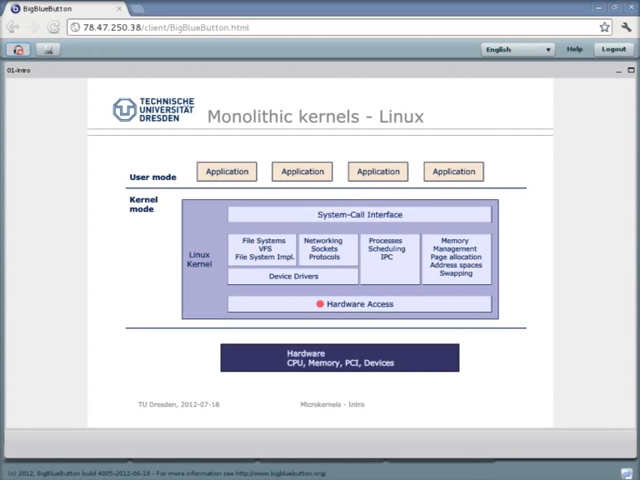 BigBlueButton
78.47.250.38/client/BigBlueButton.html
English
Help
Logout
01-Intro
TECHNISCHE
UNIVERSITÄT
DRESDEN
Monolithic kernels - Linux
User mode
Application
Application
Application
Application
Kernel
mode
Linux
Kernel
System-Call Interface
File Systems
VFS
File System Impl.
Networking
Sockets
Protocols
Processes
Scheduling
IPC
Memory
Management
Page allocation
Address spaces
Swapping
Device Drivers
Hardware Access
Hardware
CPU, Memory, PCI, Devices
TU Dresden, 2012-07-18
Microkernels - Intro
(c) 2012, BigBlueButton build 4005-2012-06-18 - For more information see http://www.bigbluebutton.org/